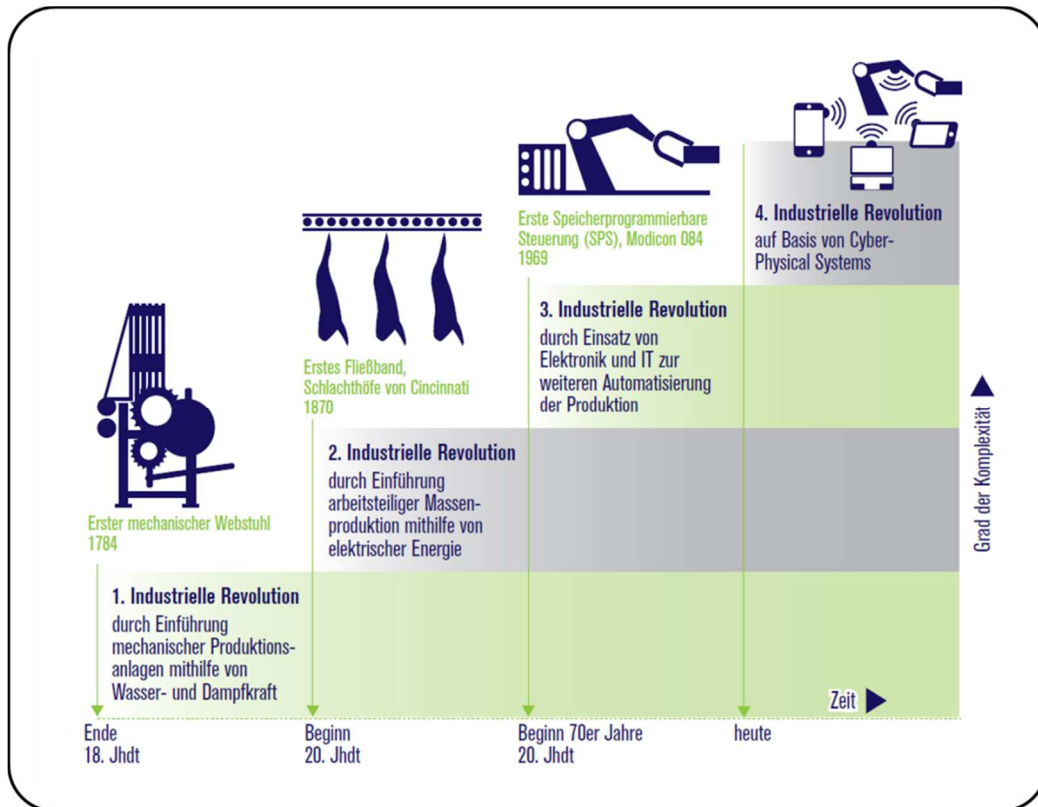 Erster mechanischer Webstuhl
1784
1. Industrielle Revolution
durch Einführung
mechanischer Produktions-
anlagen mithilfe von
Wasser- und Dampfkraft
Ende
18. Jhdt
Erstes Fließband,
Schlachthöfe von Cincinnati
1870
2. Industrielle Revolution
durch Einführung
arbeitsteiliger Massen-
produktion mithilfe von
elektrischer Energie
Beginn
20. Jhdt
Erste Speicherprogrammierbare
Steuerung (SPS), Modicon 084
1969
3. Industrielle Revolution
durch Einsatz von
Elektronik und IT zur
weiteren Automatisierung
der Produktion
Beginn 70er Jahre
20. Jhdt
4. Industrielle Revolution
auf Basis von Cyber-
Physical Systems
heute
Zeit
Grad der Komplexität